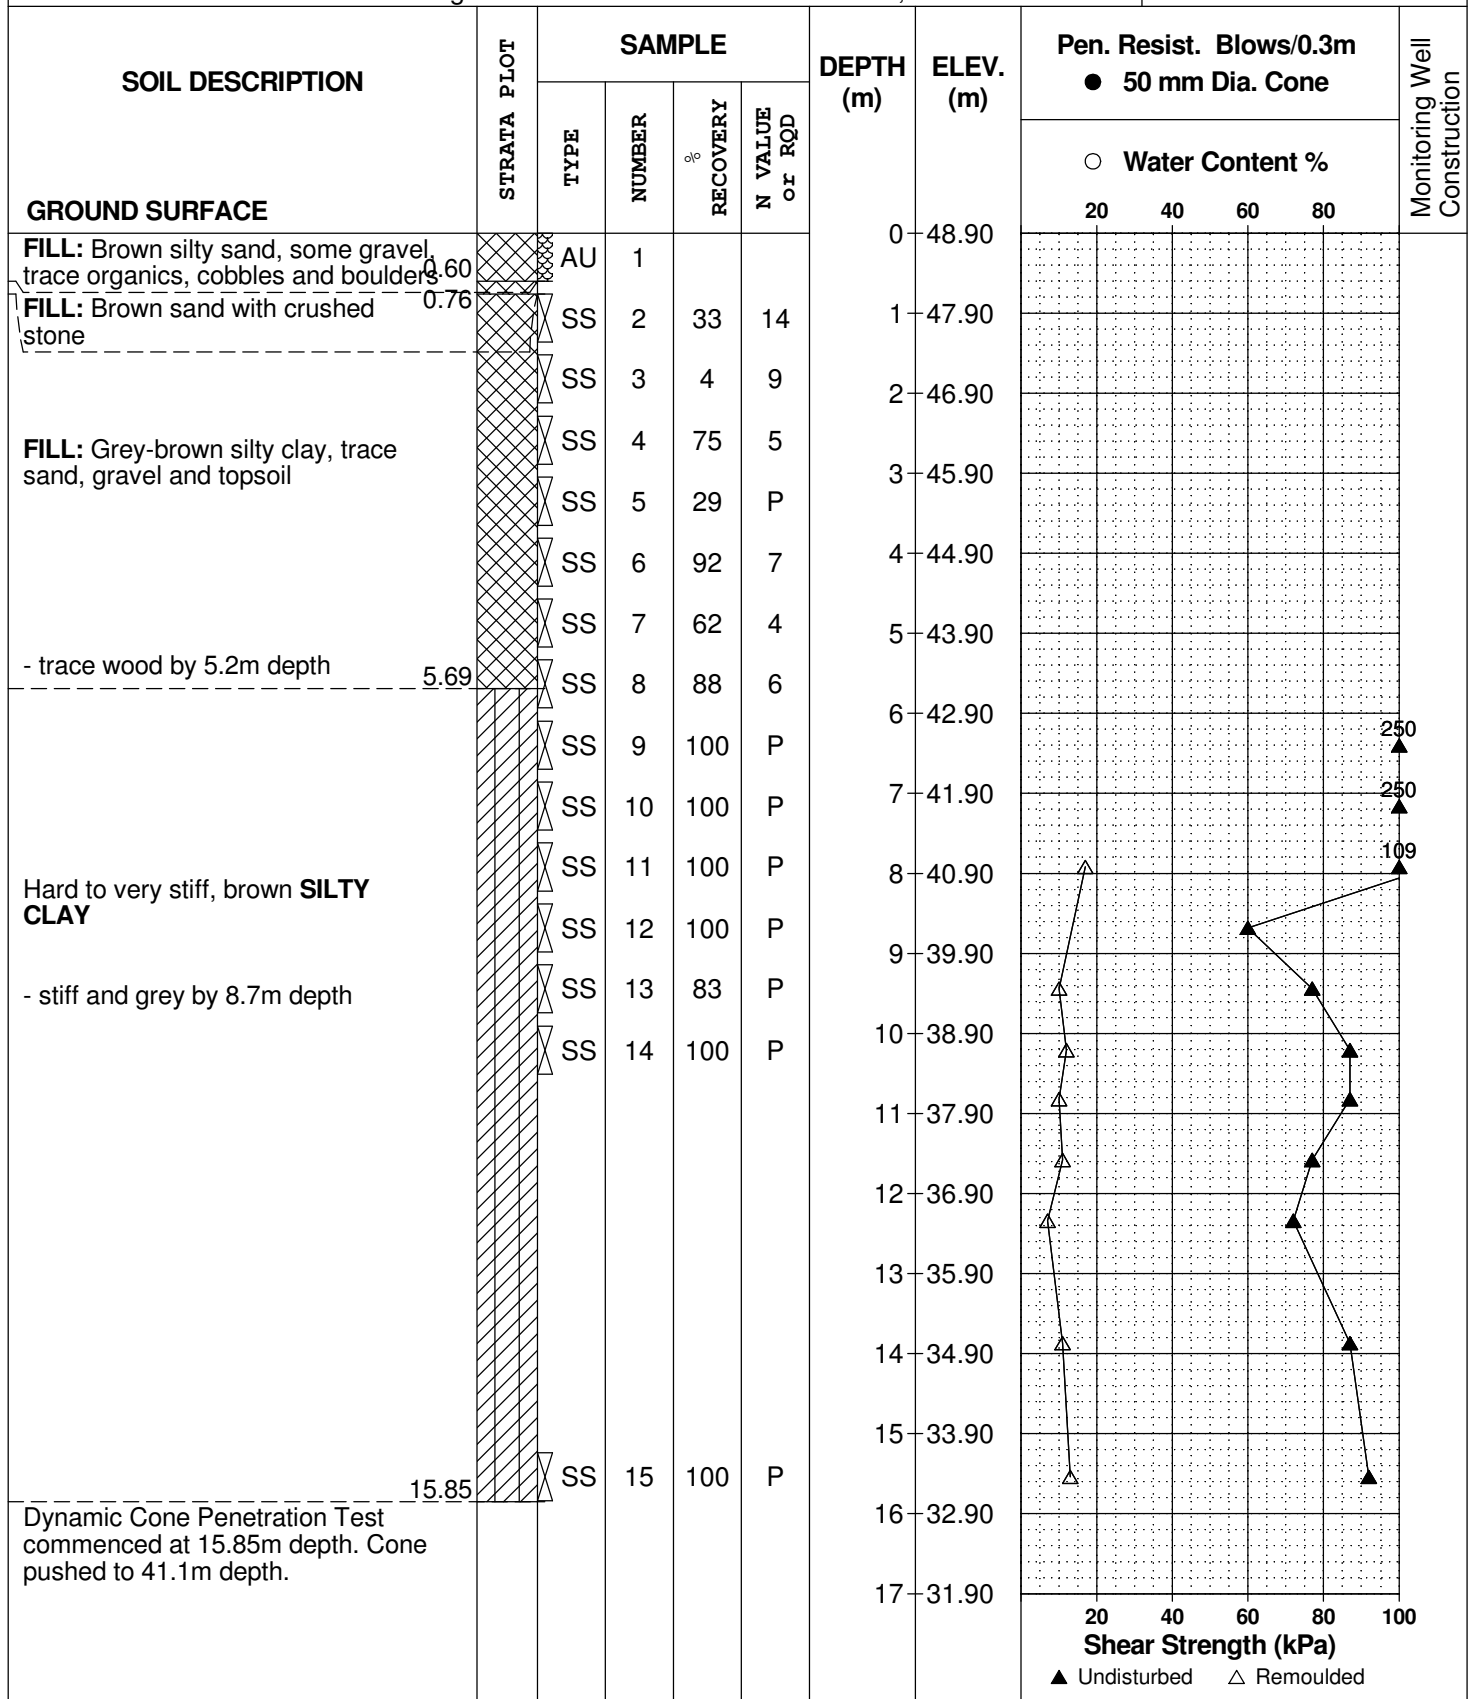 SOIL DESCRIPTION
GROUND SURFACE
STRATA PLOT
SAMPLE
TYPE
NUMBER
% RECOVERY
N VALUE or RQD
DEPTH (m)
ELEV. (m)
Pen. Resist. Blows/0.3m
● 50 mm Dia. Cone
○ Water Content %
20 40 60 80
Monitoring Well Construction
FILL: Brown silty sand, some gravel,
trace organics, cobbles and boulders
0.60
0.76
FILL: Brown sand with crushed
stone
FILL: Grey-brown silty clay, trace
sand, gravel and topsoil
- trace wood by 5.2m depth
5.69
Hard to very stiff, brown SILTY
CLAY
- stiff and grey by 8.7m depth
15.85
Dynamic Cone Penetration Test
commenced at 15.85m depth. Cone
pushed to 41.1m depth.
AU 1
SS 2 33 14
SS 3 4 9
SS 4 75 5
SS 5 29 P
SS 6 92 7
SS 7 62 4
SS 8 88 6
SS 9 100 P
SS 10 100 P
SS 11 100 P
SS 12 100 P
SS 13 83 P
SS 14 100 P
SS 15 100 P
0 48.90
1 47.90
2 46.90
3 45.90
4 44.90
5 43.90
6 42.90
7 41.90
8 40.90
9 39.90
10 38.90
11 37.90
12 36.90
13 35.90
14 34.90
15 33.90
16 32.90
17 31.90
250
250
109
20 40 60 80 100
Shear Strength (kPa)
▲ Undisturbed △ Remoulded